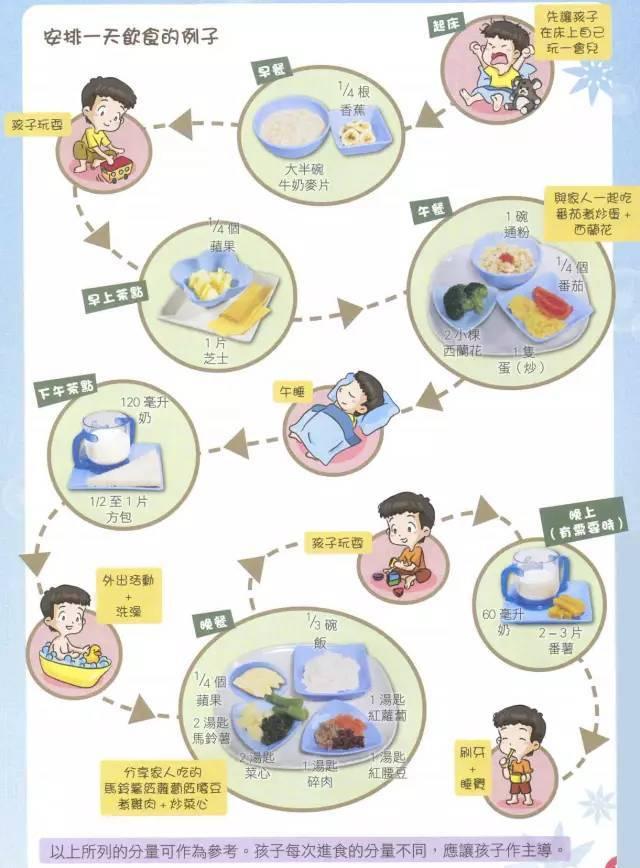 安排一天飲食的例子
起床
先讓孩子
在床上自己
玩一會兒
早餐
1/4 根
香蕉
大半碗
牛奶麥片
孩子玩耍
早上茶點
1/4 個
蘋果
1 片
芝士
午餐
與家人一起吃
番茄煮炒蛋 +
西蘭花
1 碗
通粉
1/4 個
番茄
2 小棵
西蘭花
1 隻
蛋（炒）
午睡
下午茶點
120 毫升
奶
1/2 至 1 片
方包
外出活動
+
洗澡
晚餐
1/3 碗
飯
1/4 個
蘋果
2 湯匙
馬鈴薯
2 湯匙
菜心
1 湯匙
碎肉
1 湯匙
紅腰豆
1 湯匙
紅蘿蔔
分享家人吃的
煮雞肉 + 炒菜心
孩子玩耍
晚上
（有需要時）
60 毫升
奶
2 – 3 片
番薯
刷牙
+
睡覺
以上所列的分量可作為參考。孩子每次進食的分量不同，應讓孩子作主導。